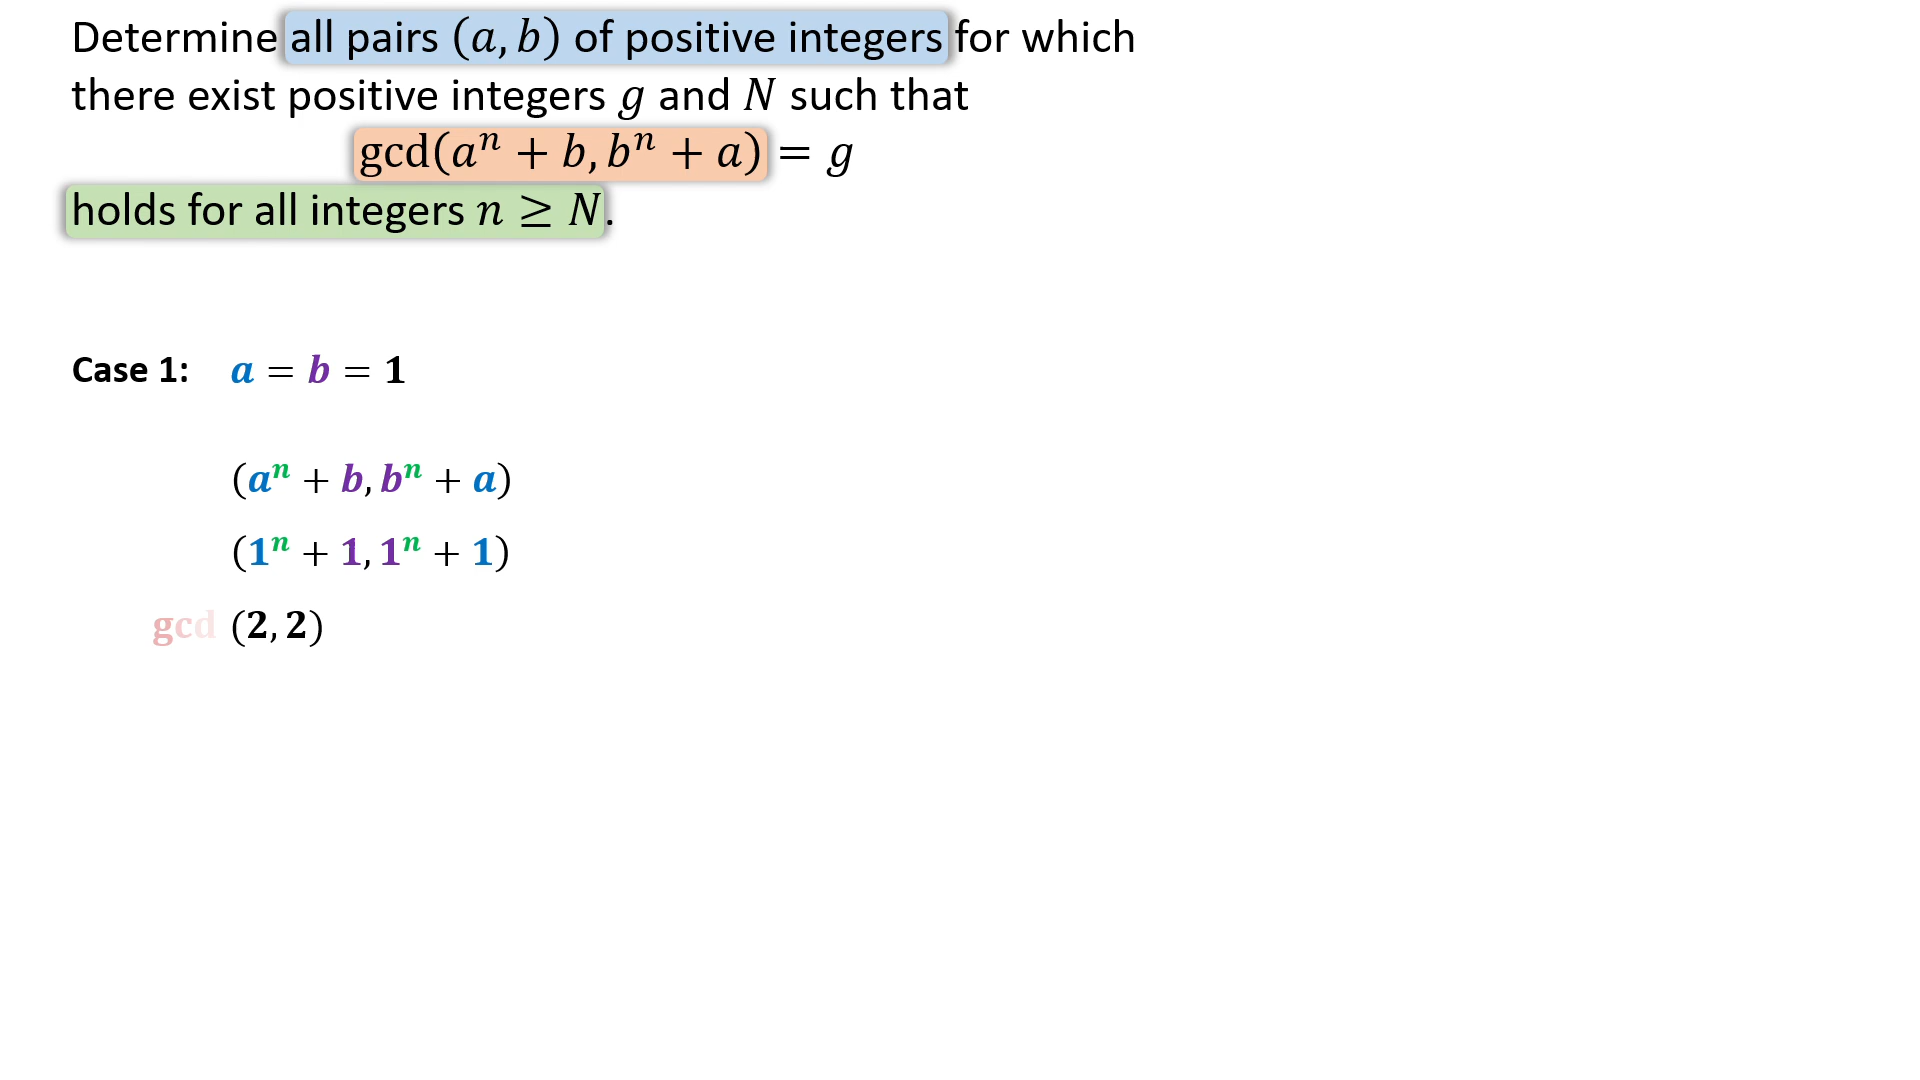 Determine all pairs (a, b) of positive integers for which
there exist positive integers g and N such that
gcd(aⁿ + b, bⁿ + a) = g
holds for all integers n ≥ N.
Case 1: a = b = 1
(aⁿ + b, bⁿ + a)
(1ⁿ + 1, 1ⁿ + 1)
gcd (2, 2)